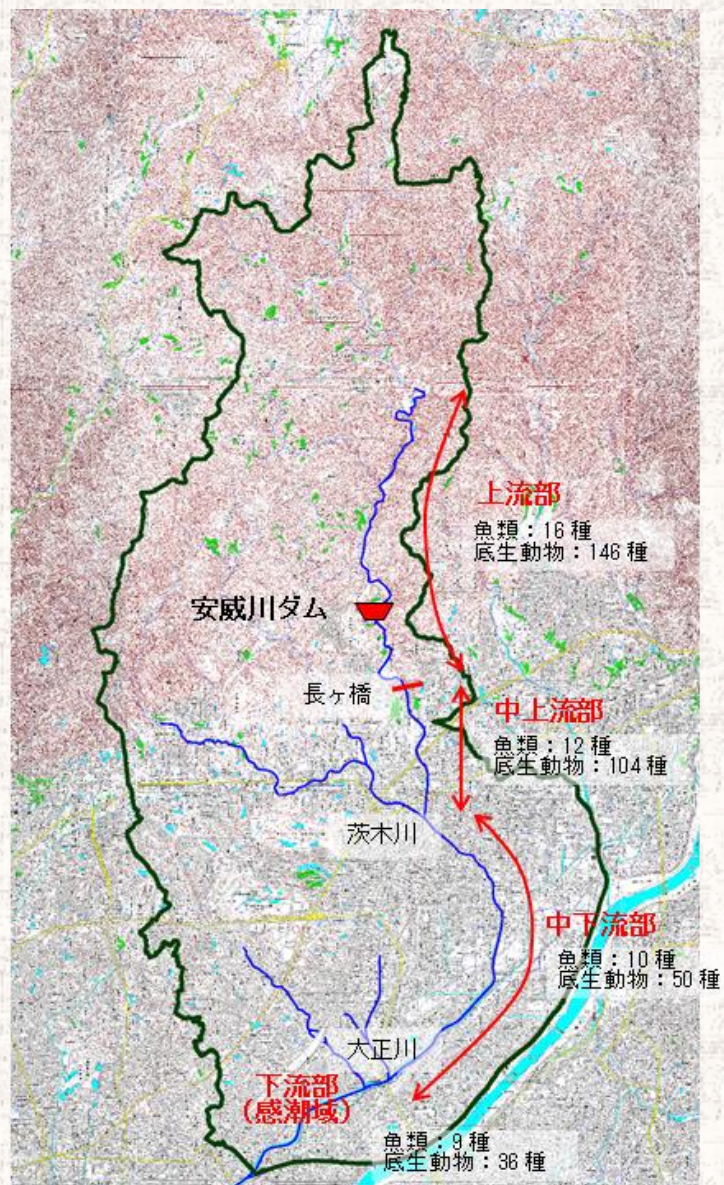 上流部
魚類：16種
底生動物：146種
安威川ダム
長ヶ橋
中上流部
魚類：12種
底生動物：104種
茨木川
中下流部
魚類：10種
底生動物：50種
大正川
下流部
（感潮域）
魚類：9種
底生動物：36種